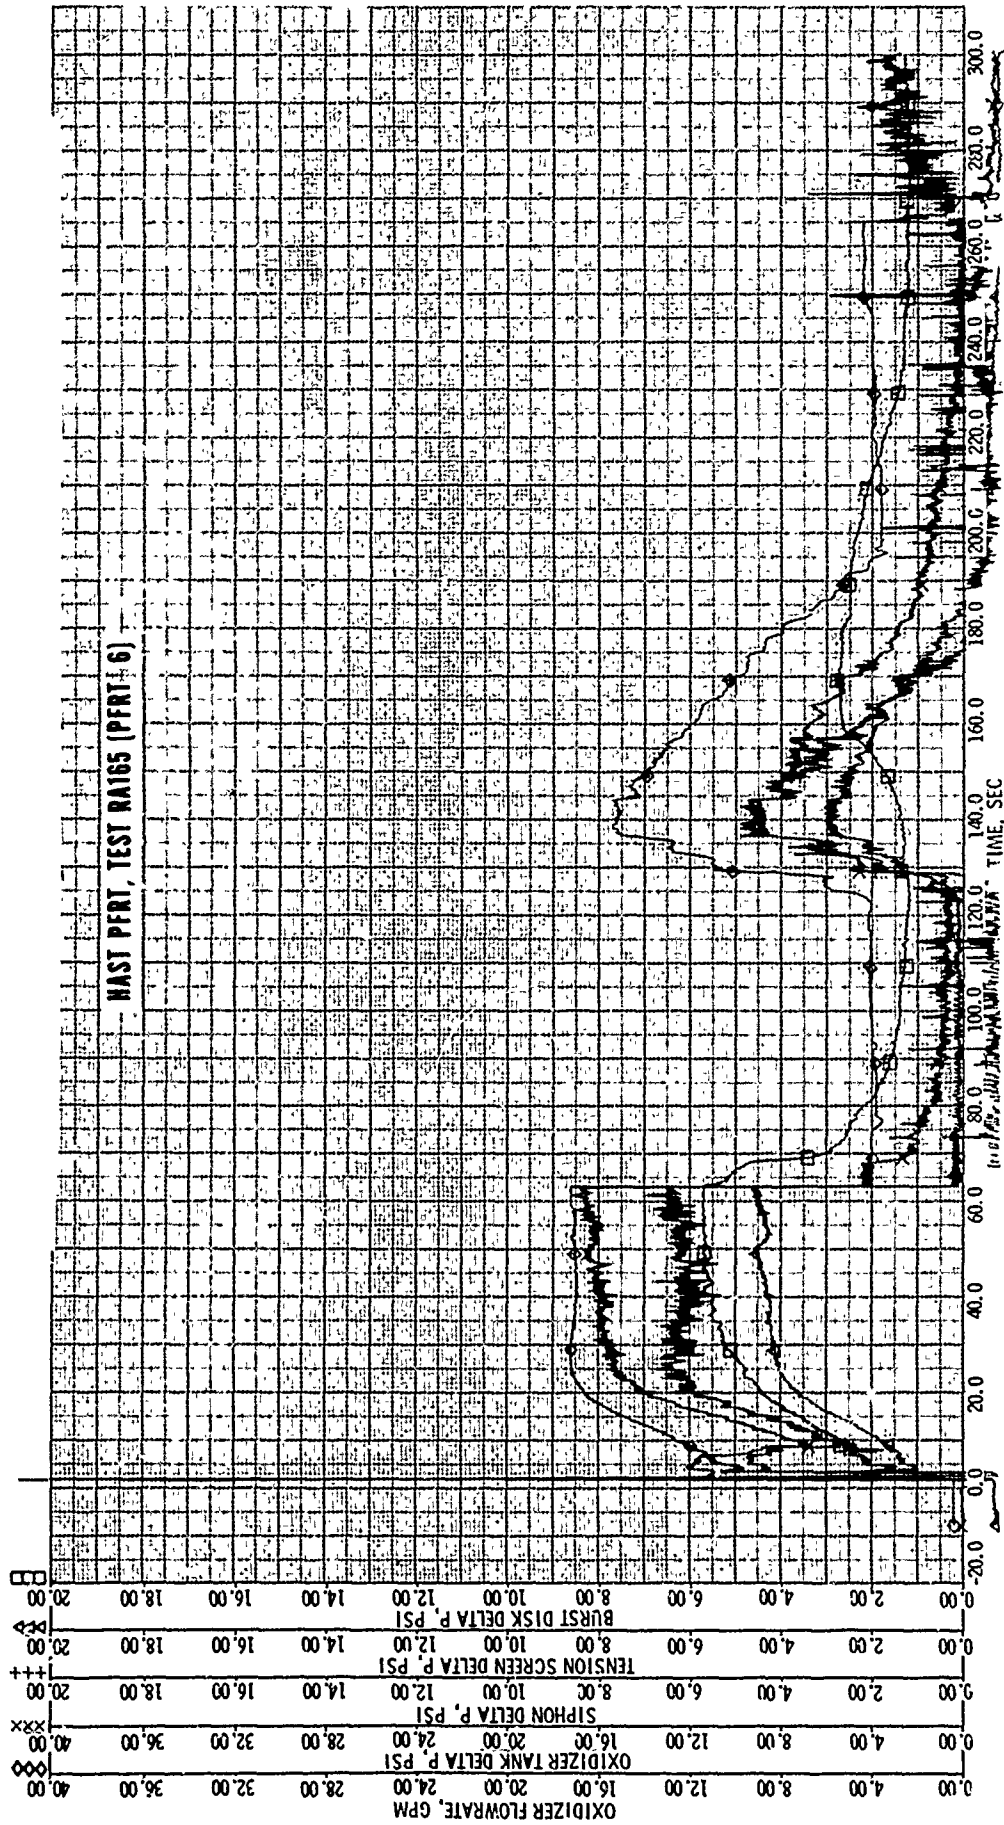 HAST PFRT, TEST RA165 (PFRT- 6)
OXIDIZER FLOWRATE, GPM
0.00 4.00 8.00 12.00 16.00 20.00 24.00 28.00 32.00 36.00 40.00
OXIDIZER TANK DELTA P, PSI
0.00 4.00 8.00 12.00 16.00 20.00 24.00 28.00 32.00 36.00 40.00
SIPHON DELTA P, PSI
0.00 2.00 4.00 6.00 8.00 10.00 12.00 14.00 16.00 18.00 20.00
TENSION SCREEN DELTA P, PSI
0.00 2.00 4.00 6.00 8.00 10.00 12.00 14.00 16.00 18.00 20.00
BURST DISK DELTA P, PSI
0.00 2.00 4.00 6.00 8.00 10.00 12.00 14.00 16.00 18.00 20.00
-20.0 0.0 20.0 40.0 60.0 80.0 100.0 120.0 140.0 160.0 180.0 200.0 220.0 240.0 260.0 280.0 300.0
TIME, SEC